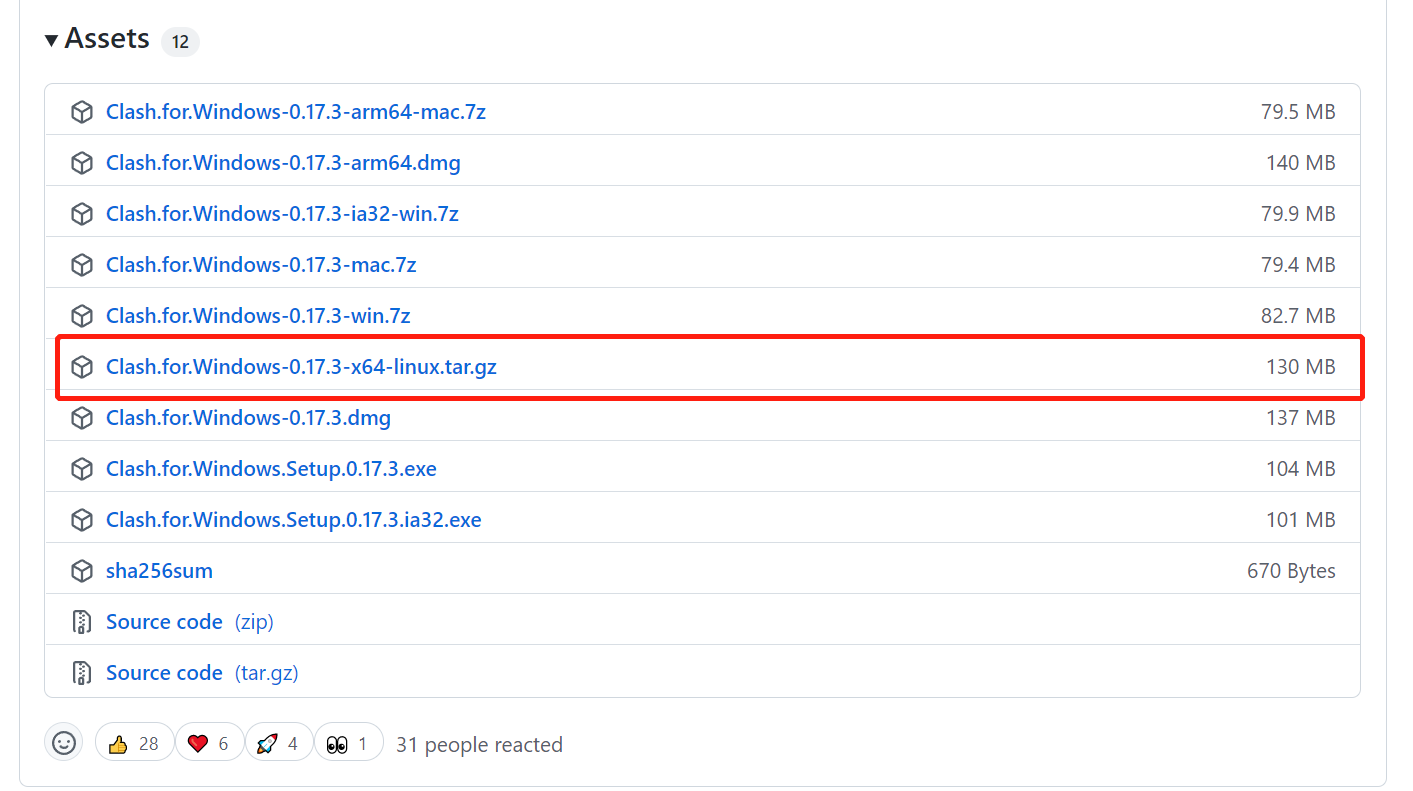 Assets 12
Clash.for.Windows-0.17.3-arm64-mac.7z 79.5 MB
Clash.for.Windows-0.17.3-arm64.dmg 140 MB
Clash.for.Windows-0.17.3-ia32-win.7z 79.9 MB
Clash.for.Windows-0.17.3-mac.7z 79.4 MB
Clash.for.Windows-0.17.3-win.7z 82.7 MB
Clash.for.Windows-0.17.3-x64-linux.tar.gz 130 MB
Clash.for.Windows-0.17.3.dmg 137 MB
Clash.for.Windows.Setup.0.17.3.exe 104 MB
Clash.for.Windows.Setup.0.17.3.ia32.exe 101 MB
sha256sum 670 Bytes
Source code (zip)
Source code (tar.gz)
28 6 4 1 31 people reacted